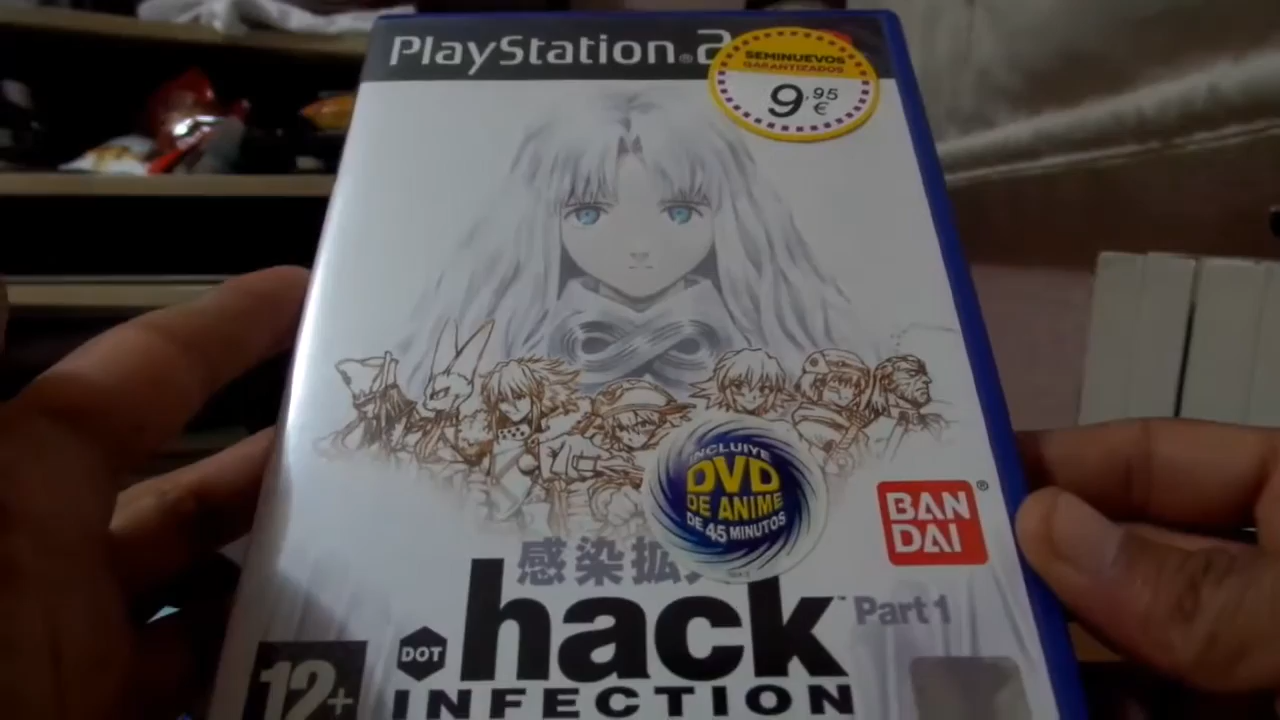 PlayStation®2
SEMINUEVOS
GARANTIZADOS
9,95
€
INCLUYE
DVD
DE ANIME
DE 45 MINUTOS
BAN
DAI
®
感染拡
DOT
.hack™
Part 1
INFECTION
12+